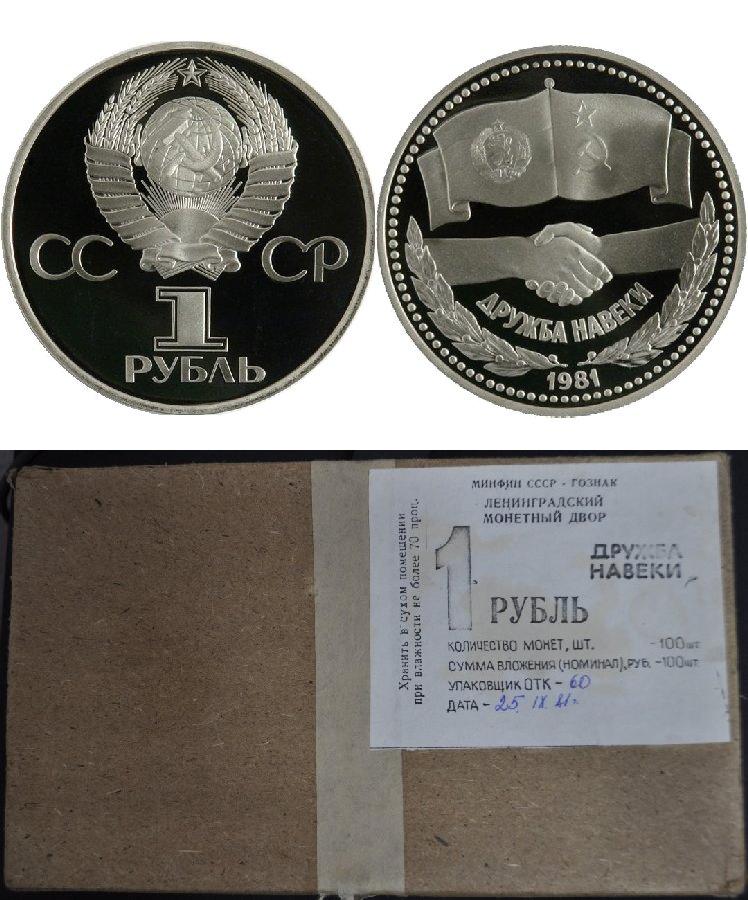 СС СР
1
РУБЛЬ
ДРУЖБА НАВЕКИ
1981
МИНФИН СССР - ГОЗНАК
ЛЕНИНГРАДСКИЙ
МОНЕТНЫЙ ДВОР
Хранить в сухом помещении
при влажности не более 70 проц.
ДРУЖБА
НАВЕКИ
1 РУБЛЬ
КОЛИЧЕСТВО МОНЕТ, ШТ. -100шт
СУММА ВЛОЖЕНИЯ (НОМИНАЛ), РУБ. -100шт
УПАКОВЩИК ОТК - 60
ДАТА - 25 IX 81г.